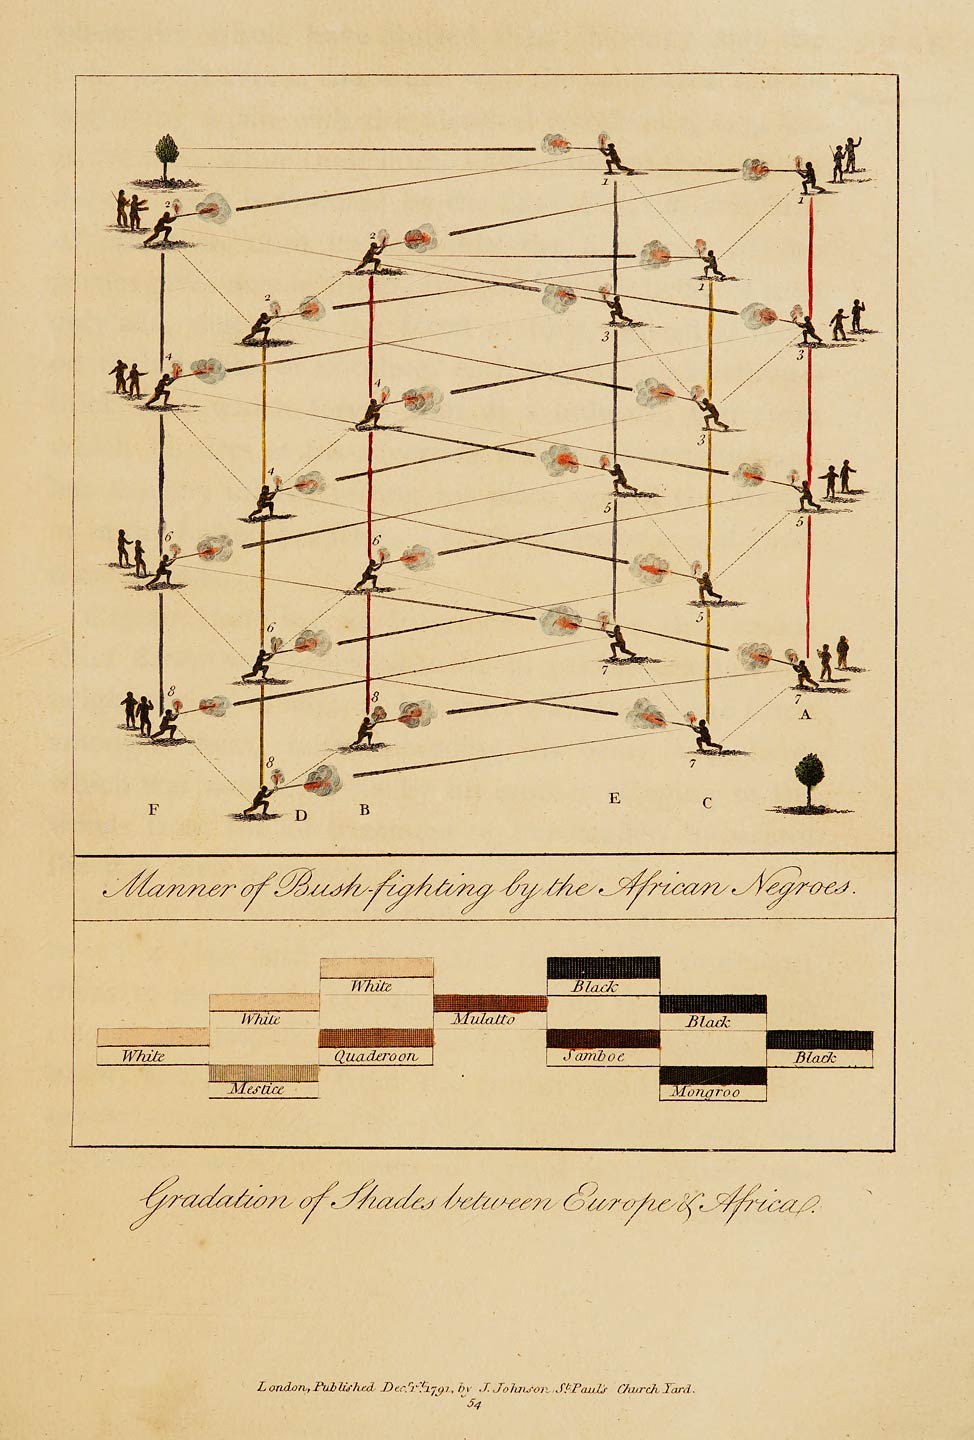 1
1
2
2
1
2
3
3
4
4
3
4
5
5
6
6
5
6
7
7
8
8
7
8
A
F
D
B
E
C
Manner of Bush-fighting by the African Negroes.
White
Black
White
Mulatto
Black
White
Quaderoon
Samboe
Black
Mestice
Mongroo
Gradation of Shades between Europe & Africa.
London, Published Decr. 1st. 1791, by J. Johnson, St. Paul's Church Yard.
54